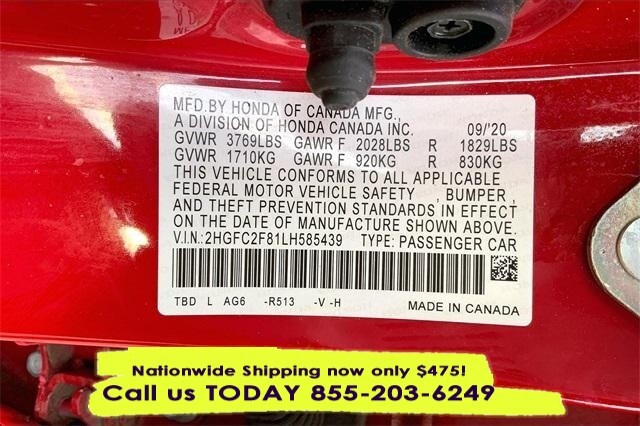 MFD.BY HONDA OF CANADA MFG.,
A DIVISION OF HONDA CANADA INC. 09/'20
GVWR 3769LBS GAWR F 2028LBS R 1829LBS
GVWR 1710KG GAWR F 920KG R 830KG
THIS VEHICLE CONFORMS TO ALL APPLICABLE
FEDERAL MOTOR VEHICLE SAFETY , BUMPER ,
AND THEFT PREVENTION STANDARDS IN EFFECT
ON THE DATE OF MANUFACTURE SHOWN ABOVE.
V.I.N.: 2HGFC2F81LH585439 TYPE: PASSENGER CAR
TBD L AG6 -R513 -V -H
MADE IN CANADA
Nationwide Shipping now only $475!
Call us TODAY 855-203-6249